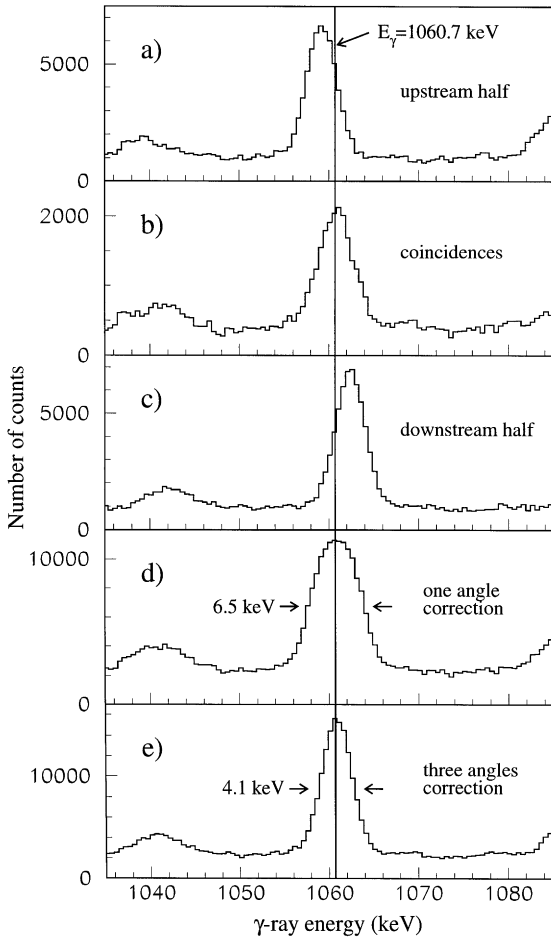 a)
E_γ=1060.7 keV
5000
upstream half
0
b)
2000
coincidences
0
c)
5000
downstream half
0
d)
10000
6.5 keV
one angle
correction
0
e)
10000
4.1 keV
three angles
correction
0
1040
1050
1060
1070
1080
Number of counts
γ-ray energy (keV)